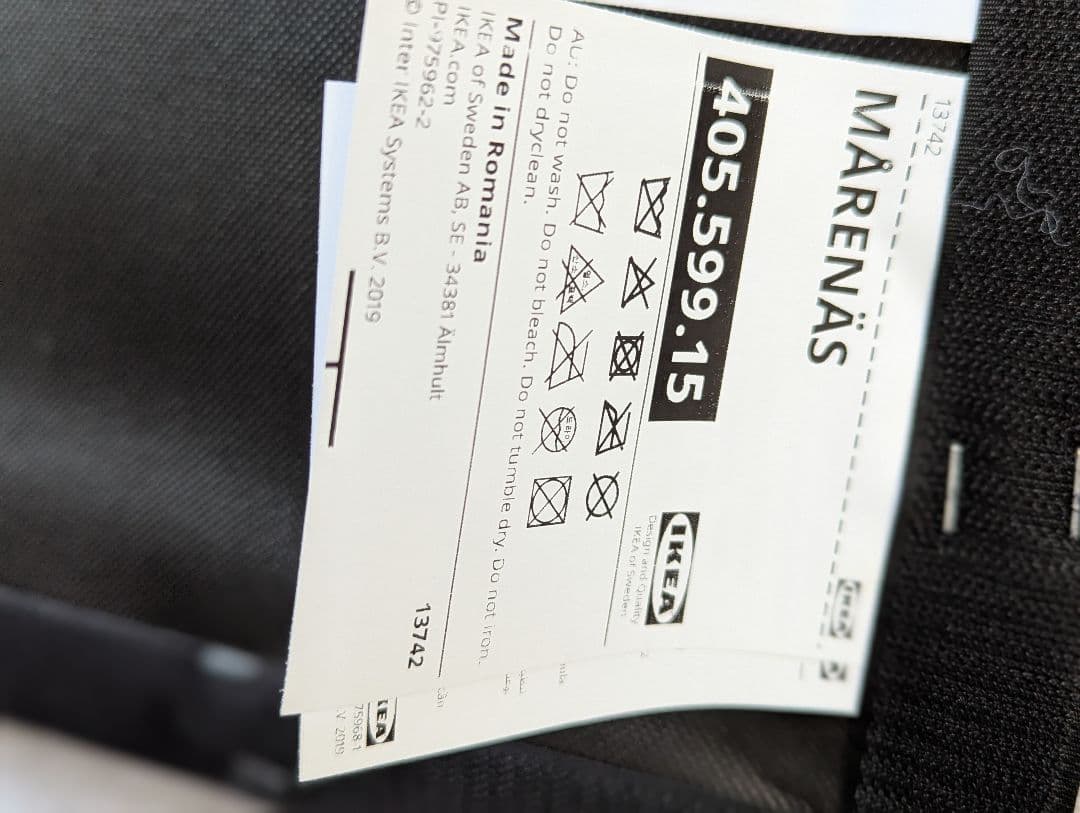 13742
MÅRENÄS
405.599.15
IKEA
Design and Quality
IKEA of Sweden
AU: Do not wash. Do not bleach. Do not tumble dry. Do not iron.
Do not dryclean.
Made in Romania
IKEA of Sweden AB, SE - 34381 Älmhult
IKEA.com
PI-975962-2
13742
© Inter IKEA Systems B.V. 2019
IKEA